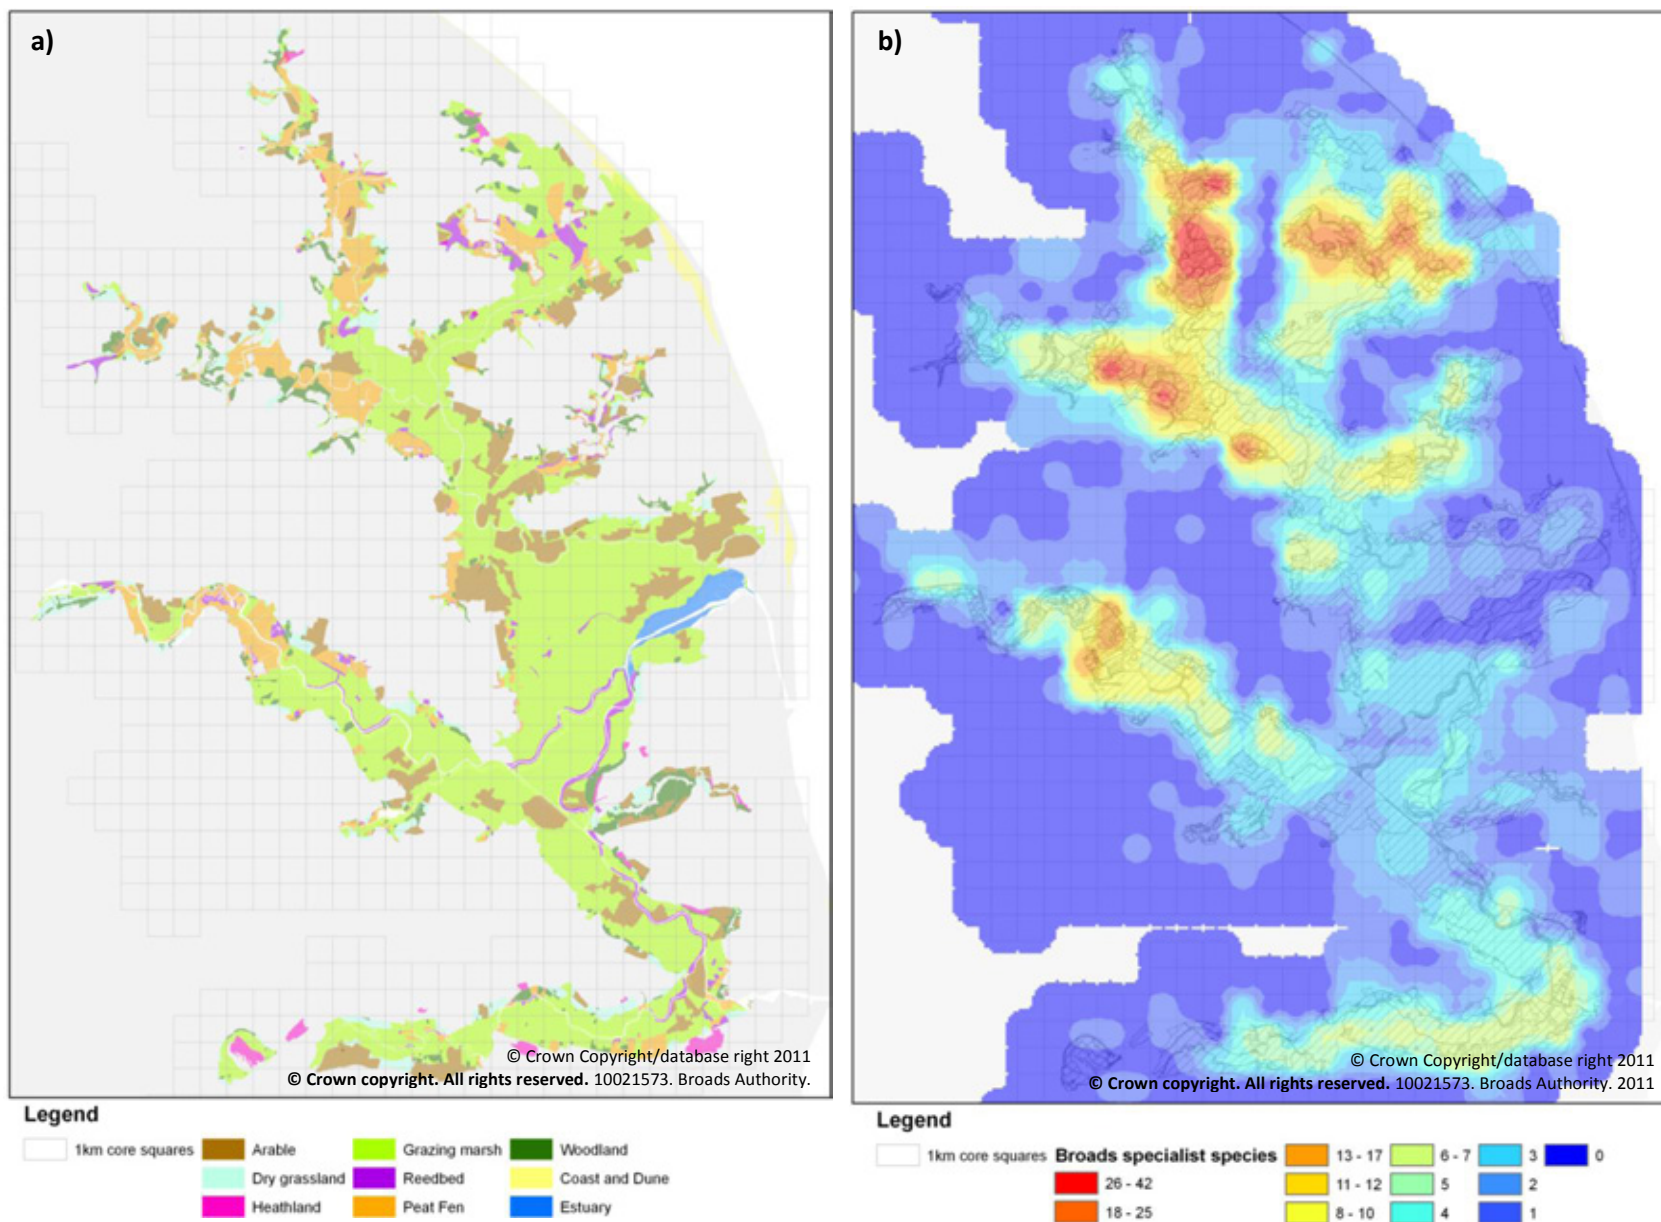 a)
© Crown Copyright/database right 2011
© Crown copyright. All rights reserved. 10021573. Broads Authority.
Legend
1km core squares
Arable
Grazing marsh
Woodland
Dry grassland
Reedbed
Coast and Dune
Heathland
Peat Fen
Estuary
b)
© Crown Copyright/database right 2011
© Crown copyright. All rights reserved. 10021573. Broads Authority. 2011
Legend
1km core squares
Broads specialist species
26 - 42
18 - 25
13 - 17
11 - 12
8 - 10
6 - 7
5
4
3
2
1
0